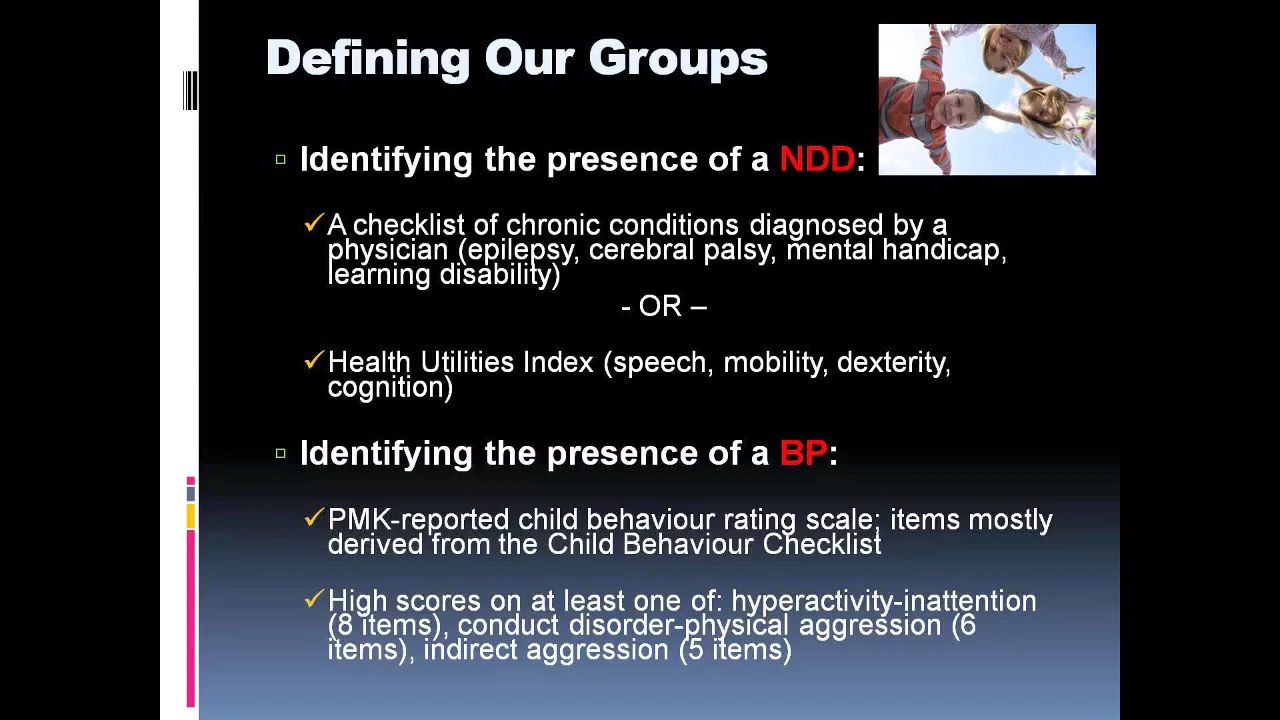 Defining Our Groups
Identifying the presence of a NDD:
A checklist of chronic conditions diagnosed by a
physician (epilepsy, cerebral palsy, mental handicap,
learning disability)
- OR –
Health Utilities Index (speech, mobility, dexterity,
cognition)
Identifying the presence of a BP:
PMK-reported child behaviour rating scale; items mostly
derived from the Child Behaviour Checklist
High scores on at least one of: hyperactivity-inattention
(8 items), conduct disorder-physical aggression (6
items), indirect aggression (5 items)